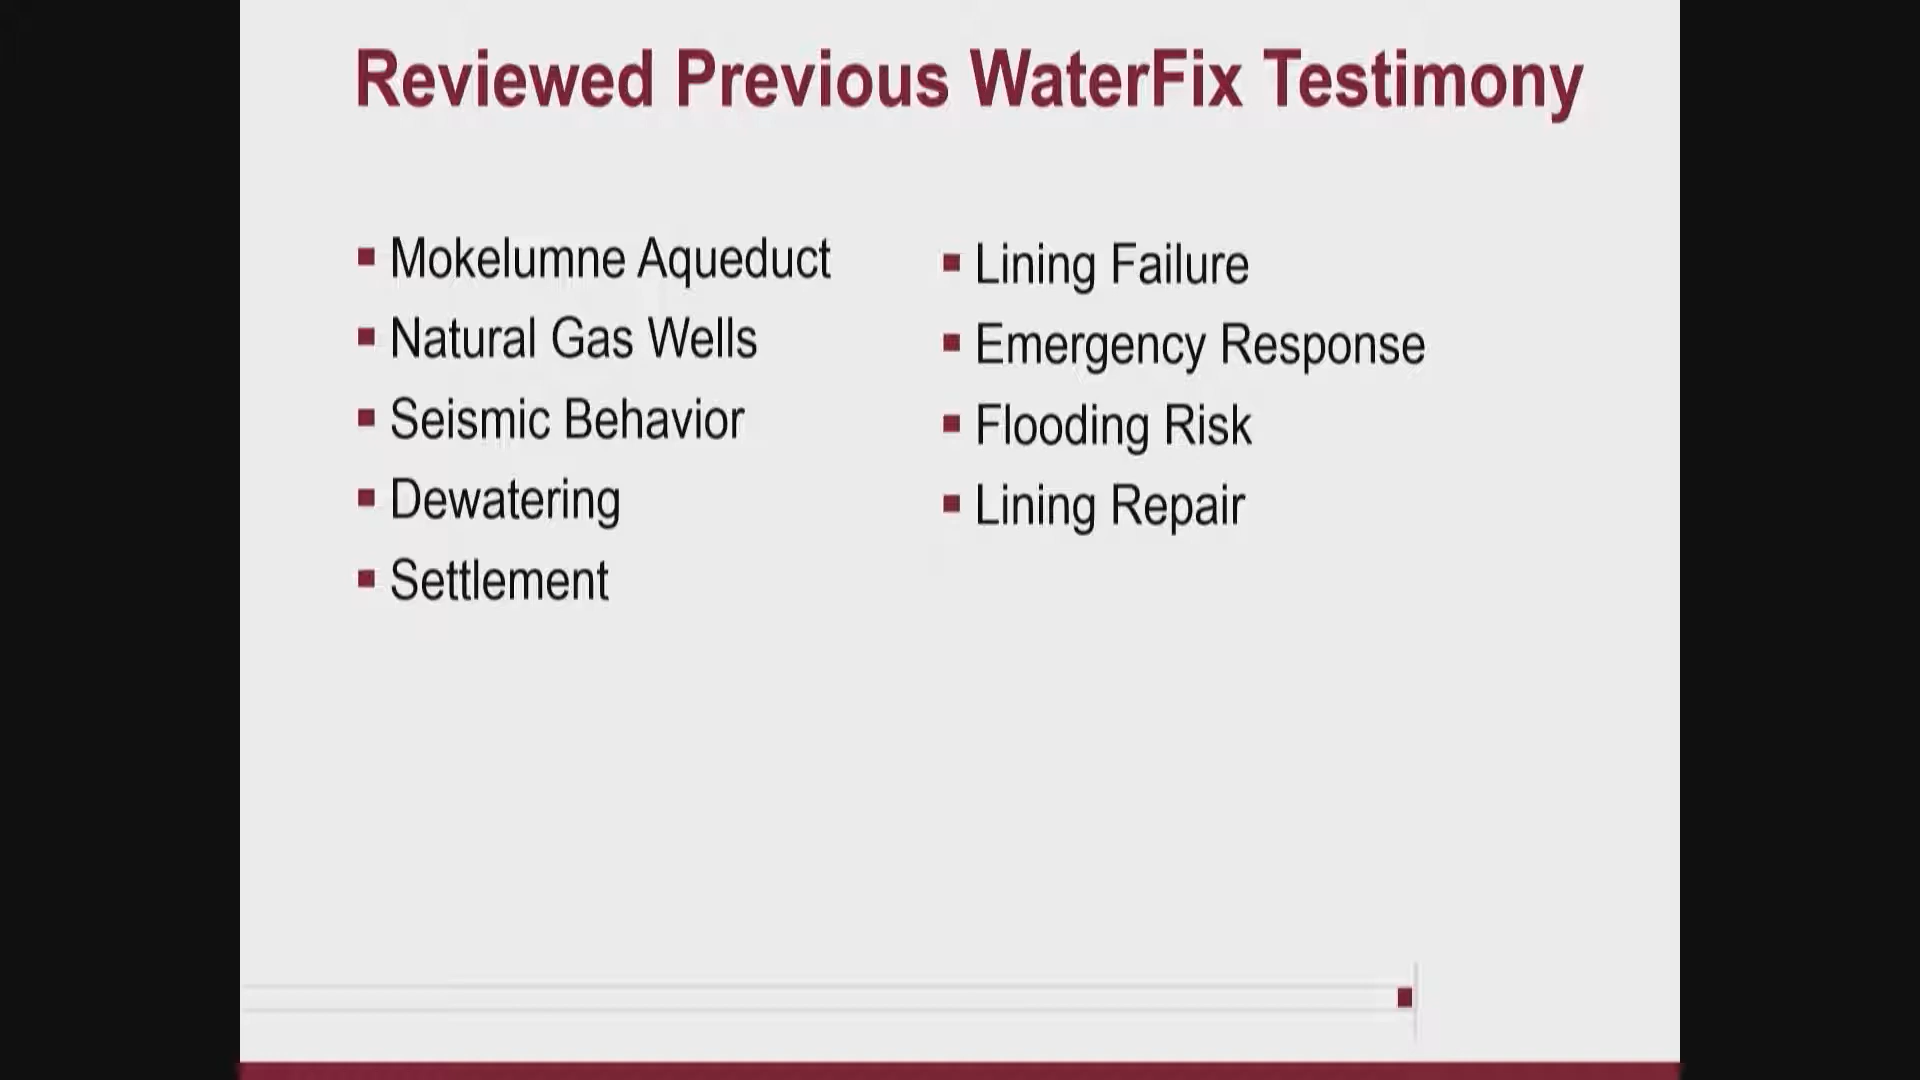 Reviewed Previous WaterFix Testimony
Mokelumne Aqueduct
Natural Gas Wells
Seismic Behavior
Dewatering
Settlement
Lining Failure
Emergency Response
Flooding Risk
Lining Repair